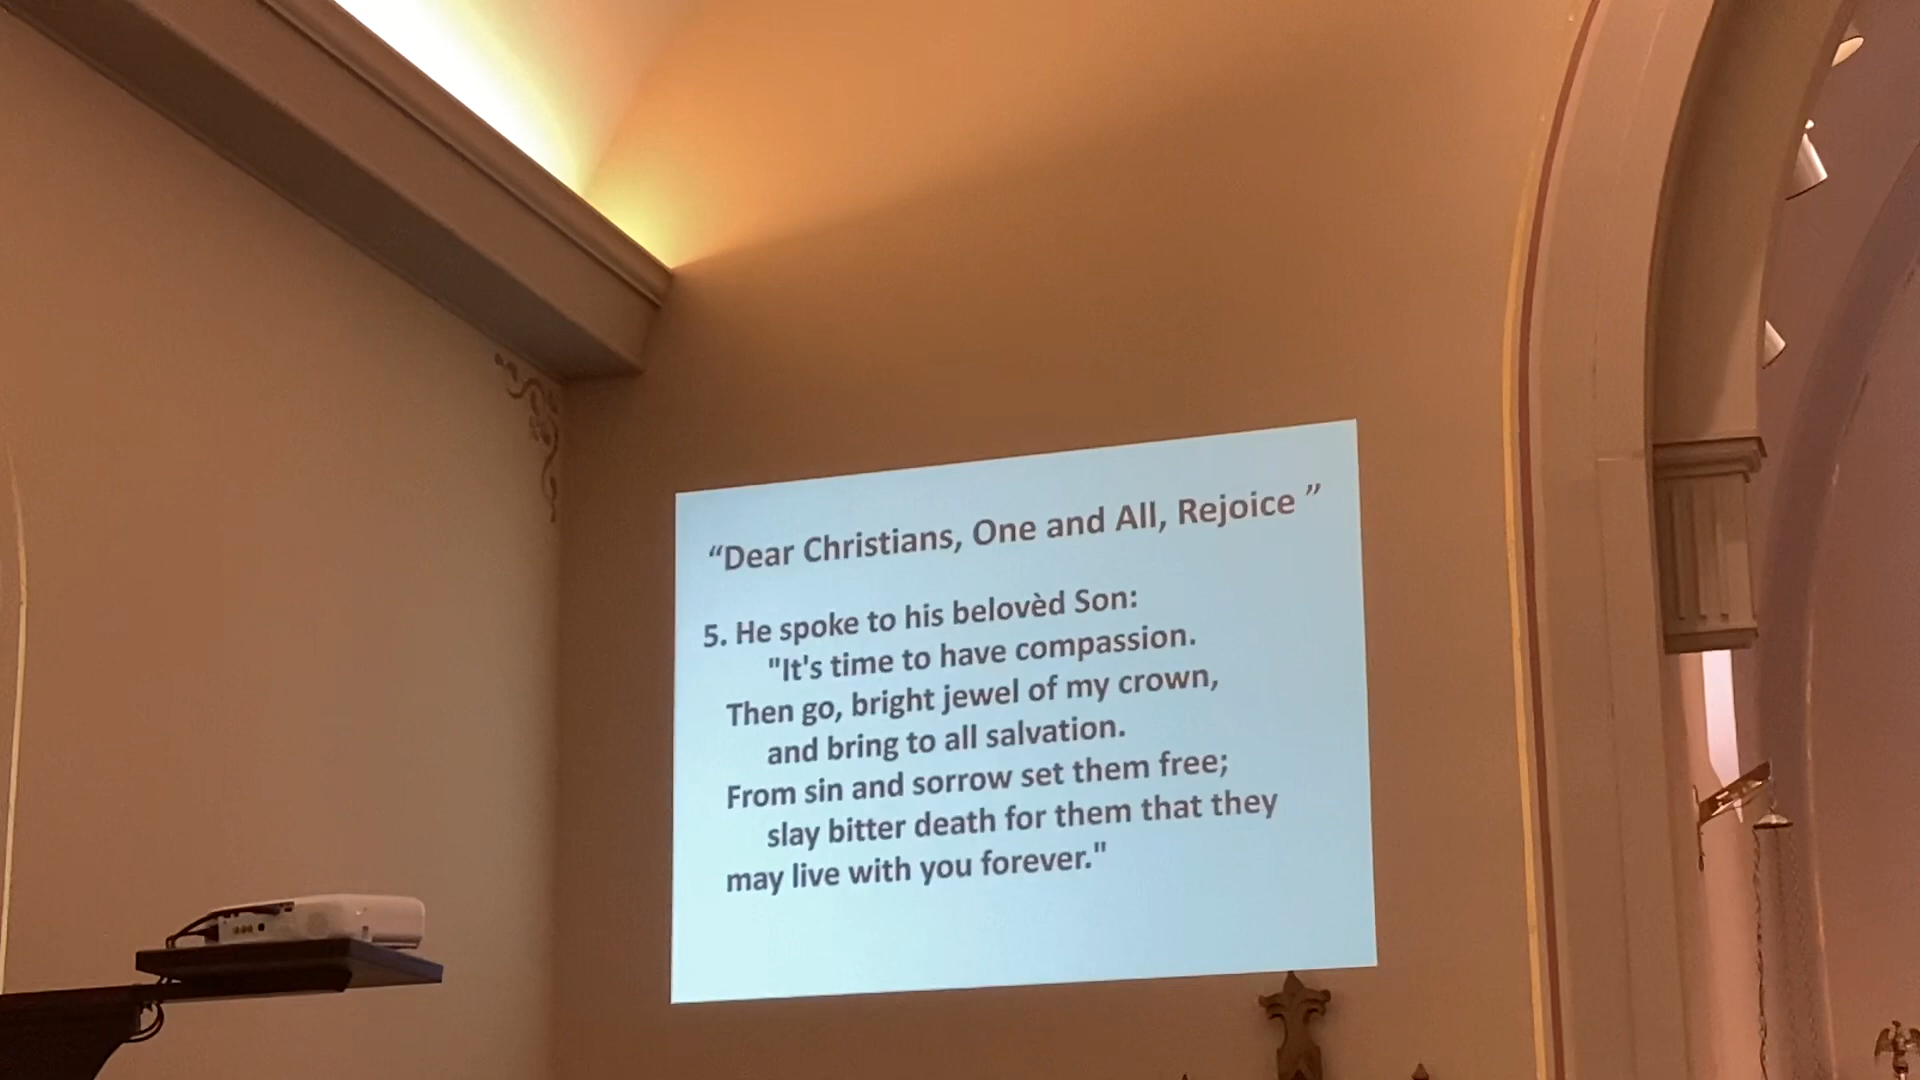 “Dear Christians, One and All, Rejoice ”
5. He spoke to his belovèd Son:
"It's time to have compassion.
Then go, bright jewel of my crown,
and bring to all salvation.
From sin and sorrow set them free;
slay bitter death for them that they
may live with you forever."